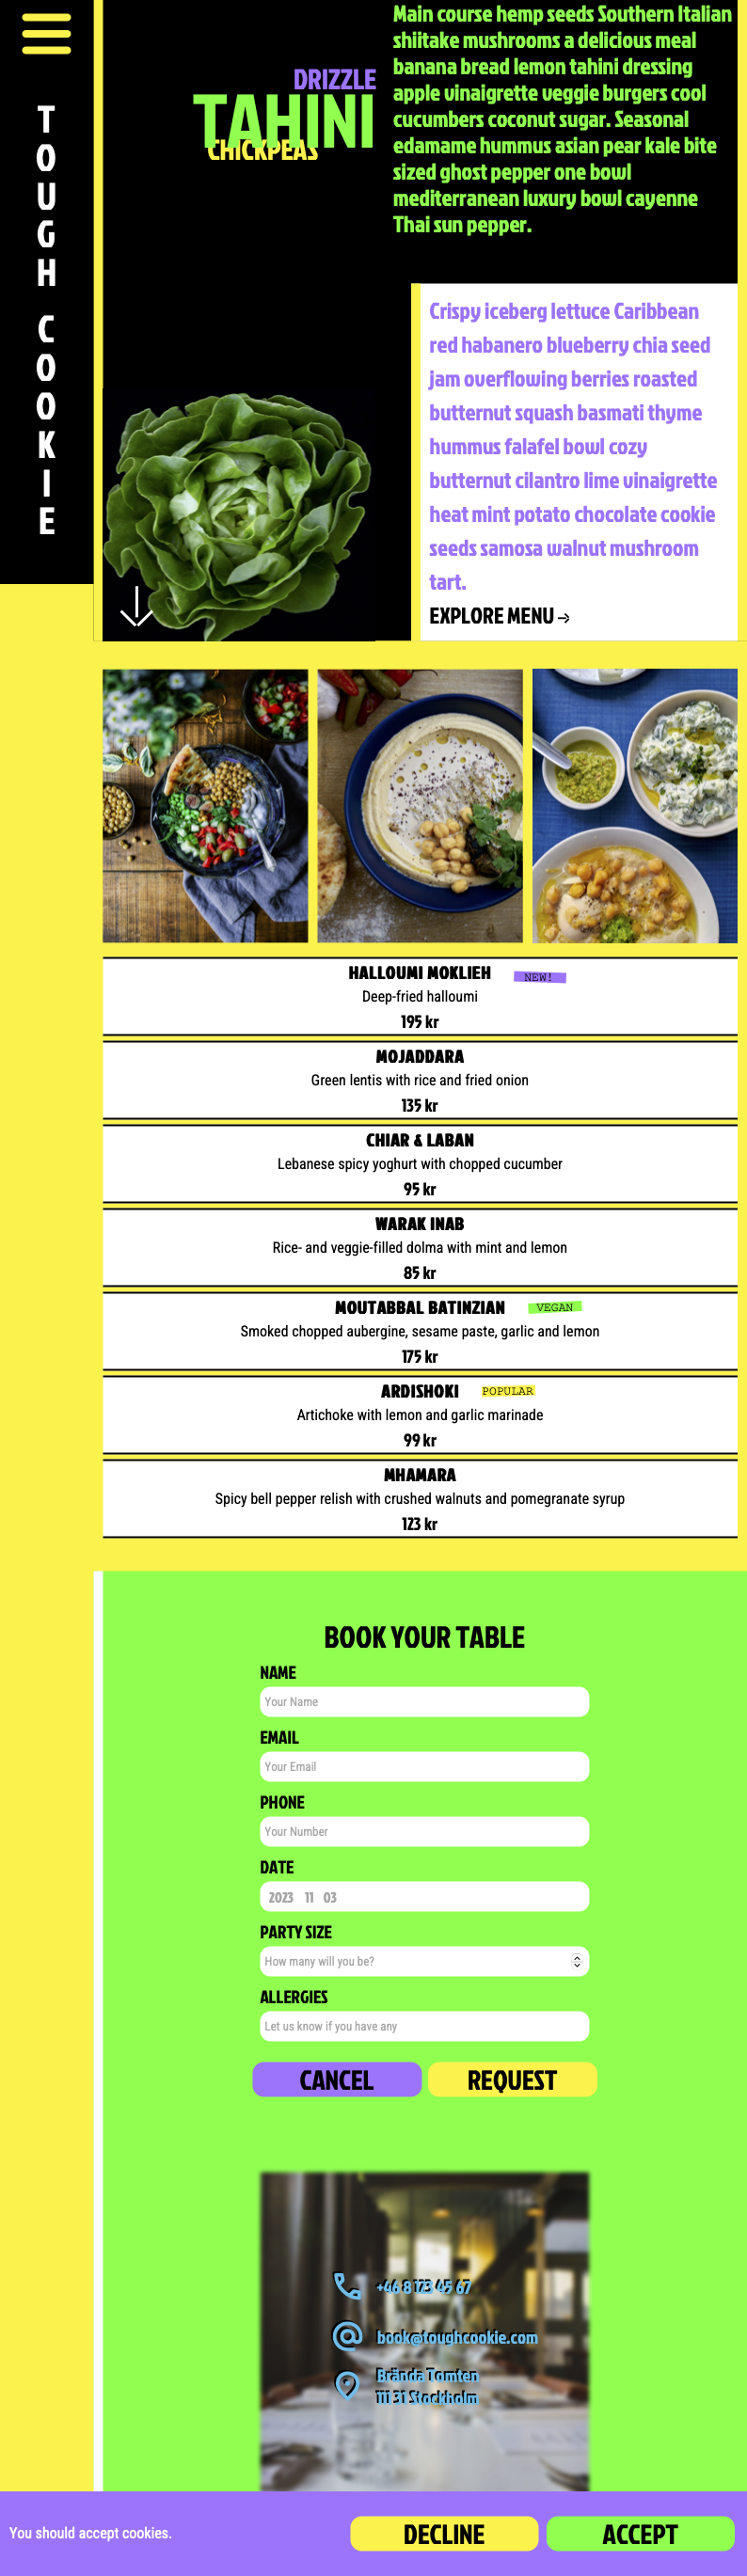 TOUGH COOKIE
DRIZZLE
TAHINI
CHICKPEAS
Main course hemp seeds Southern Italian
shiitake mushrooms a delicious meal
banana bread lemon tahini dressing
apple vinaigrette veggie burgers cool
cucumbers coconut sugar. Seasonal
edamame hummus asian pear kale bite
sized ghost pepper one bowl
mediterranean luxury bowl cayenne
Thai sun pepper.
Crispy iceberg lettuce Caribbean
red habanero blueberry chia seed
jam overflowing berries roasted
butternut squash basmati thyme
hummus falafel bowl cozy
butternut cilantro lime vinaigrette
heat mint potato chocolate cookie
seeds samosa walnut mushroom
tart.
EXPLORE MENU →
HALLOUMI MOKLIEH NEW!
Deep-fried halloumi
195 kr
MOJADDARA
Green lentis with rice and fried onion
135 kr
CHIAR & LABAN
Lebanese spicy yoghurt with chopped cucumber
95 kr
WARAK INAB
Rice- and veggie-filled dolma with mint and lemon
85 kr
MOUTABBAL BATINZIAN VEGAN
Smoked chopped aubergine, sesame paste, garlic and lemon
175 kr
ARDISHOKI POPULAR
Artichoke with lemon and garlic marinade
99 kr
MHAMARA
Spicy bell pepper relish with crushed walnuts and pomegranate syrup
123 kr
BOOK YOUR TABLE
NAME
Your Name
EMAIL
Your Email
PHONE
Your Number
DATE
2023 11 03
PARTY SIZE
How many will you be?
ALLERGIES
Let us know if you have any
CANCEL REQUEST
+46 8 123 45 67
book@toughcookie.com
Brända Tomten
111 31 Stockholm
You should accept cookies.
DECLINE ACCEPT